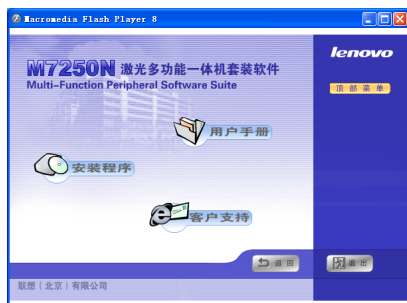 Macromedia Flash Player 8
lenovo
M7250N 激光多功能一体机套装软件
Multi-Function Peripheral Software Suite
顶部菜单
用户手册
安装程序
客户支持
返回
退出
联想（北京）有限公司